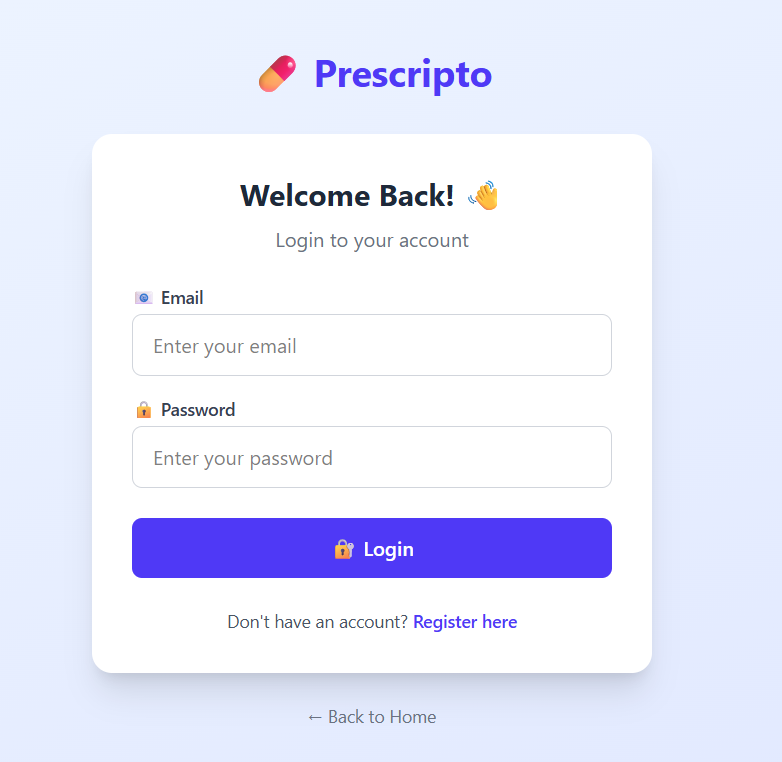 Prescripto
Welcome Back! 👋
Login to your account
📧 Email
Enter your email
🔒 Password
Enter your password
🔐 Login
Don't have an account? Register here
← Back to Home